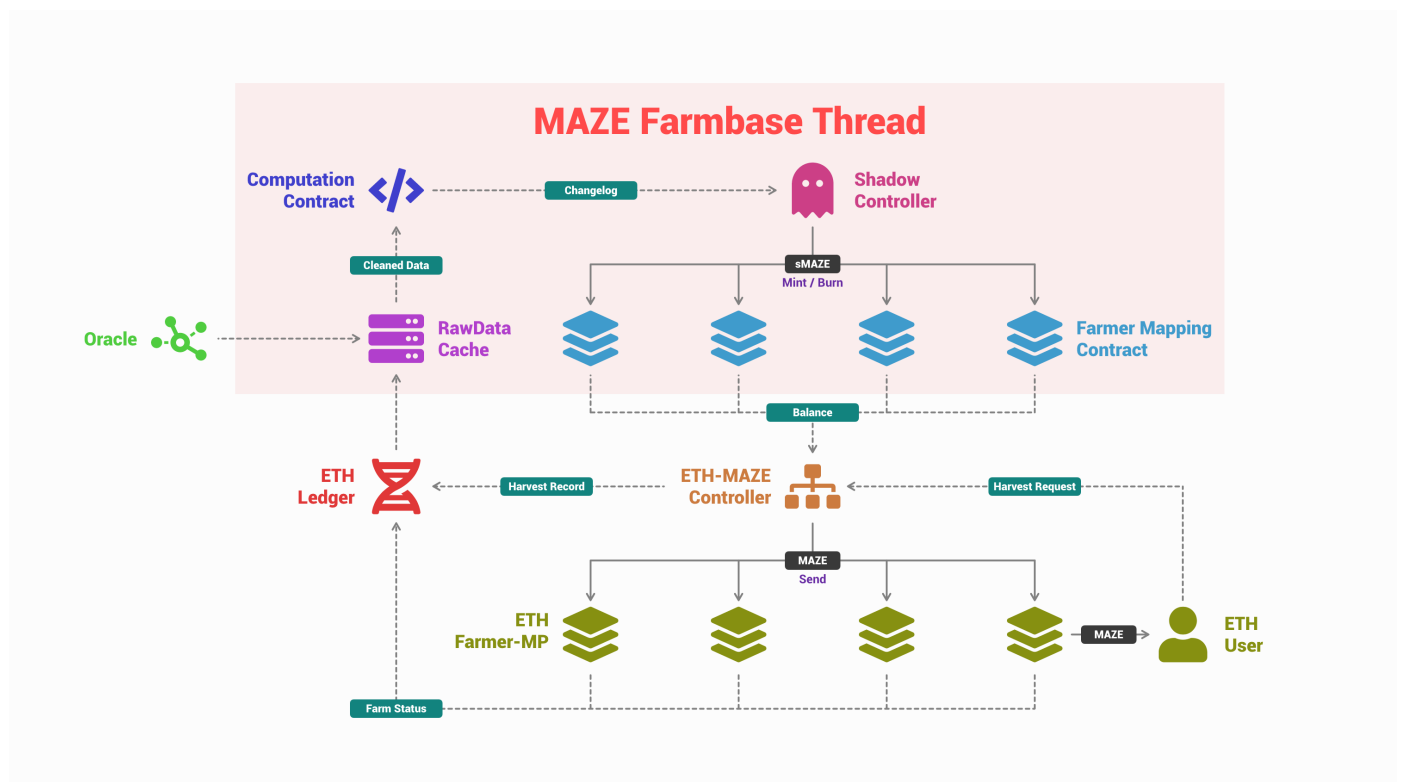 MAZE Farmbase Thread
Computation
Contract
Changelog
Shadow
Controller
Cleaned Data
sMAZE
Mint / Burn
Oracle
RawData
Cache
Farmer Mapping
Contract
Balance
ETH
Ledger
Harvest Record
ETH-MAZE
Controller
Harvest Request
MAZE
Send
ETH
Farmer-MP
MAZE
ETH
User
Farm Status